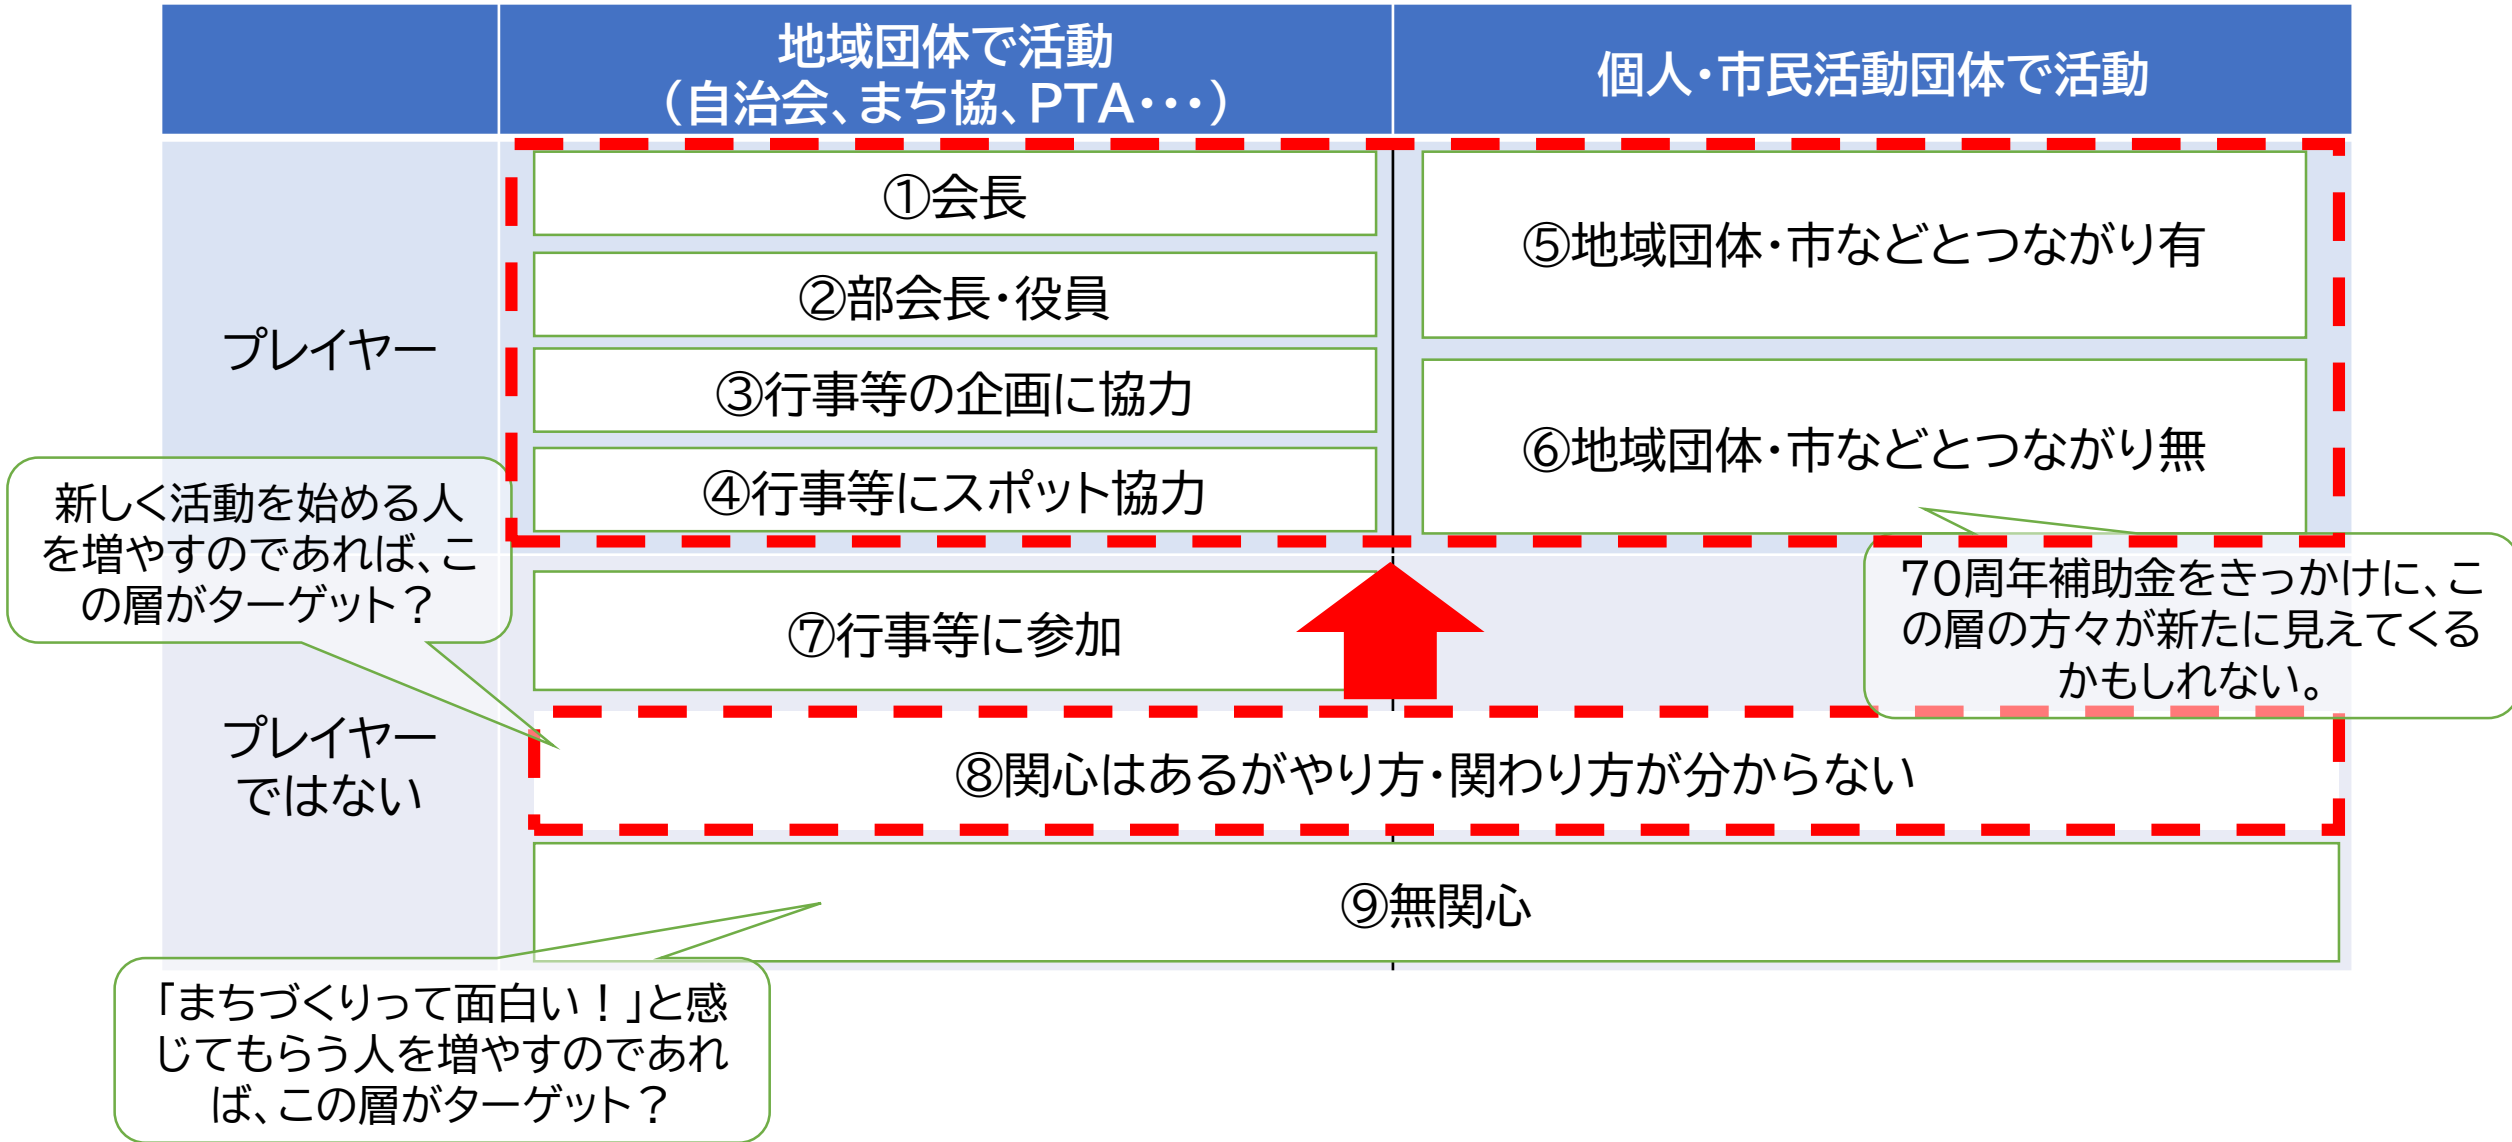 地域団体で活動
（自治会、まち協、PTA・・・）
個人・市民活動団体で活動
プレイヤー
①会長
②部会長・役員
③行事等の企画に協力
④行事等にスポット協力
⑤地域団体・市などとつながり有
⑥地域団体・市などとつながり無
新しく活動を始める人
を増やすのであれば、こ
の層がターゲット？
70周年補助金をきっかけに、こ
の層の方々が新たに見えてくる
かもしれない。
プレイヤー
ではない
⑦行事等に参加
⑧関心はあるがやり方・関わり方が分からない
⑨無関心
「まちづくりって面白い！」と感
じてもらう人を増やすのであれ
ば、この層がターゲット？